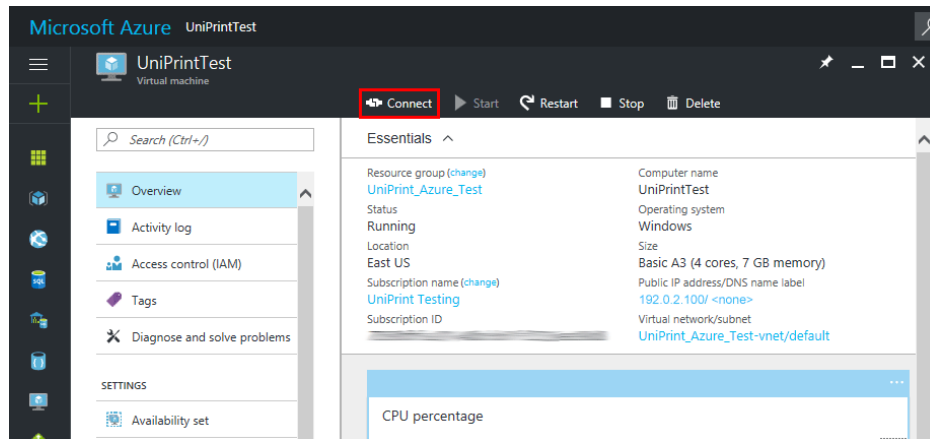 Microsoft Azure UniPrintTest
UniPrintTest
Virtual machine
Connect Start Restart Stop Delete
Search (Ctrl+/)
Overview
Activity log
Access control (IAM)
Tags
Diagnose and solve problems
SETTINGS
Availability set
Essentials
Resource group (change)
UniPrint_Azure_Test
Status
Running
Location
East US
Subscription name (change)
UniPrint Testing
Subscription ID
Computer name
UniPrintTest
Operating system
Windows
Size
Basic A3 (4 cores, 7 GB memory)
Public IP address/DNS name label
192.0.2.100/ <none>
Virtual network/subnet
UniPrint_Azure_Test-vnet/default
CPU percentage
SQL